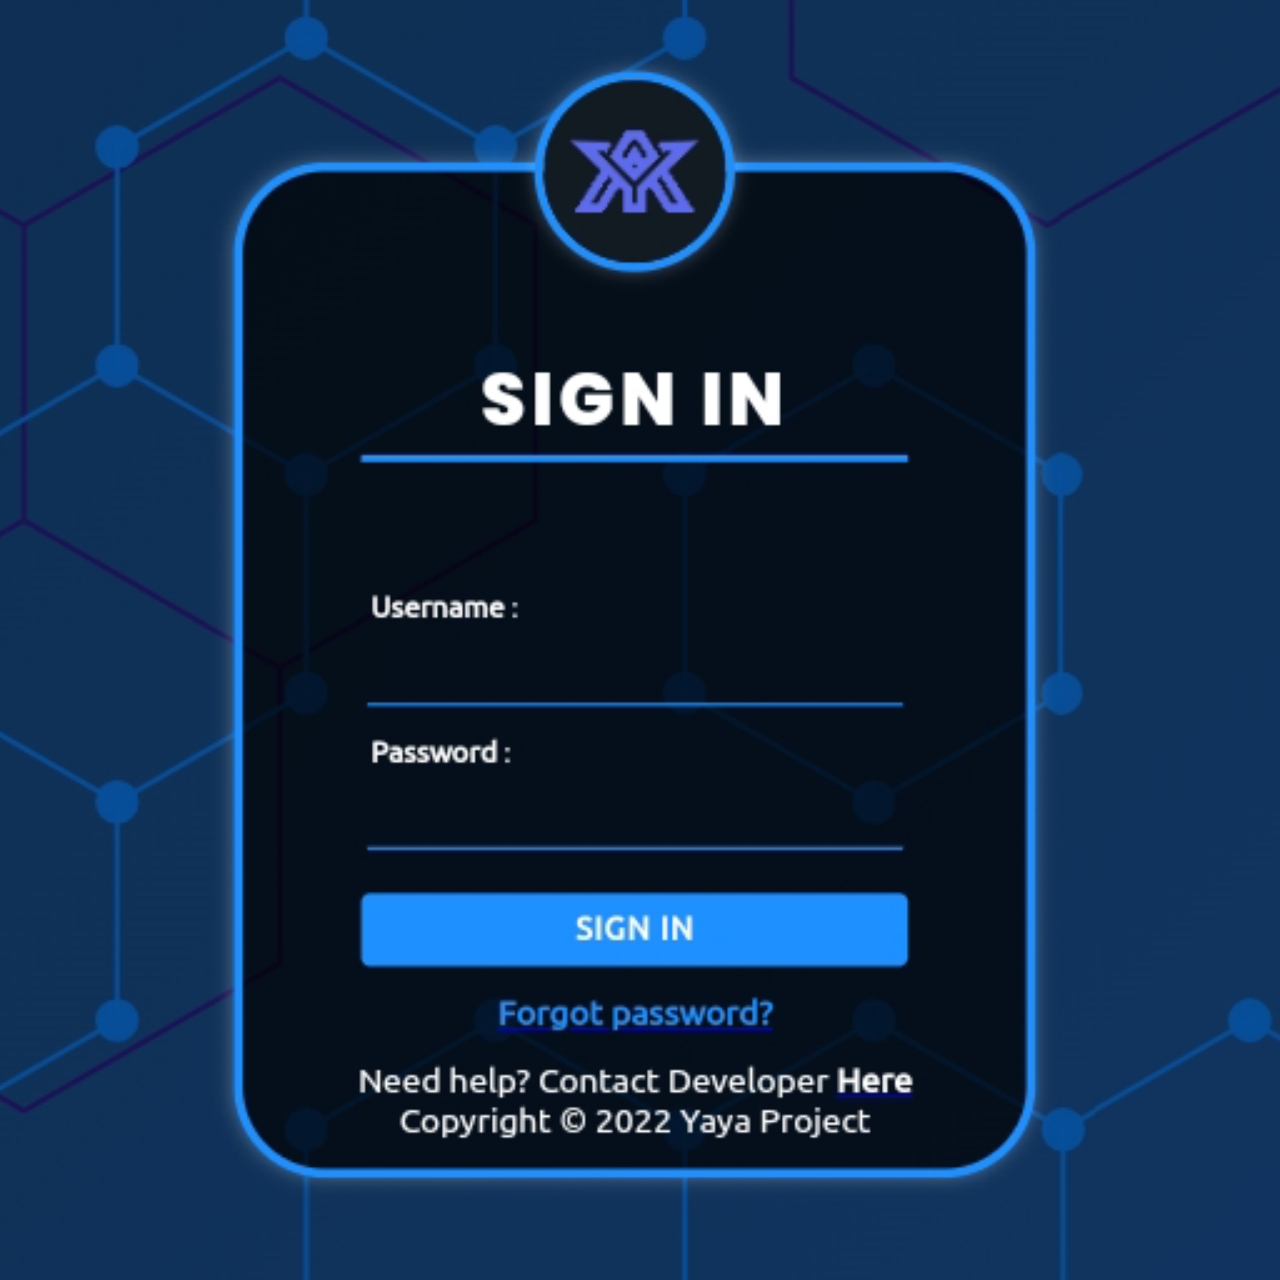 SIGN IN
Username :
Password :
SIGN IN
Forgot password?
Need help? Contact Developer Here
Copyright © 2022 Yaya Project